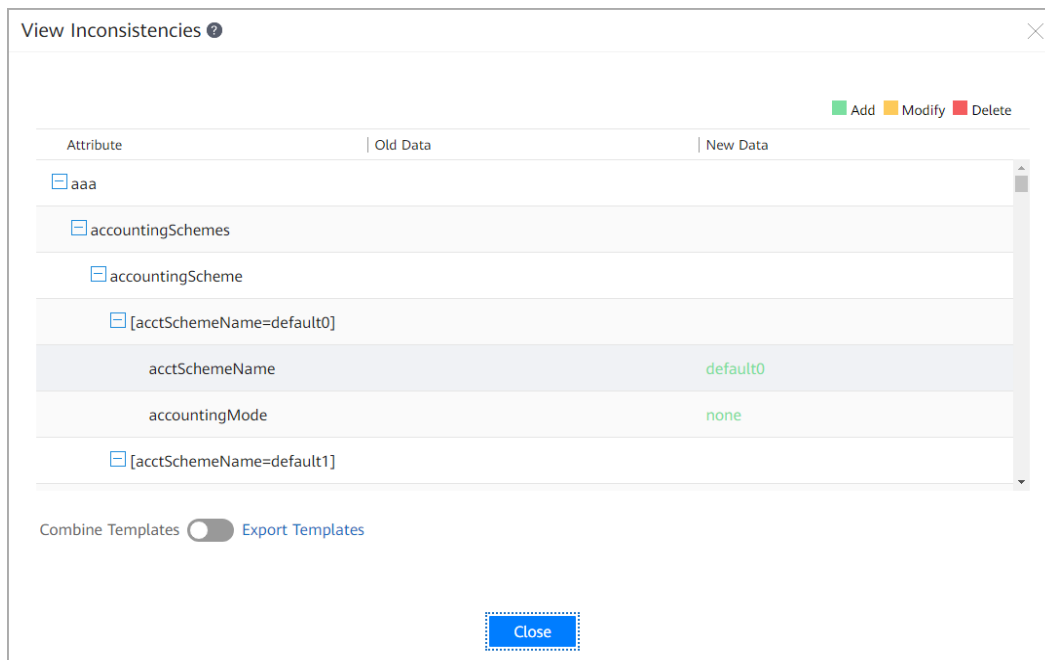 View Inconsistencies ?
Add Modify Delete
Attribute Old Data New Data
aaa
accountingSchemes
accountingScheme
[acctSchemeName=default0]
acctSchemeName default0
accountingMode none
[acctSchemeName=default1]
Combine Templates Export Templates
Close